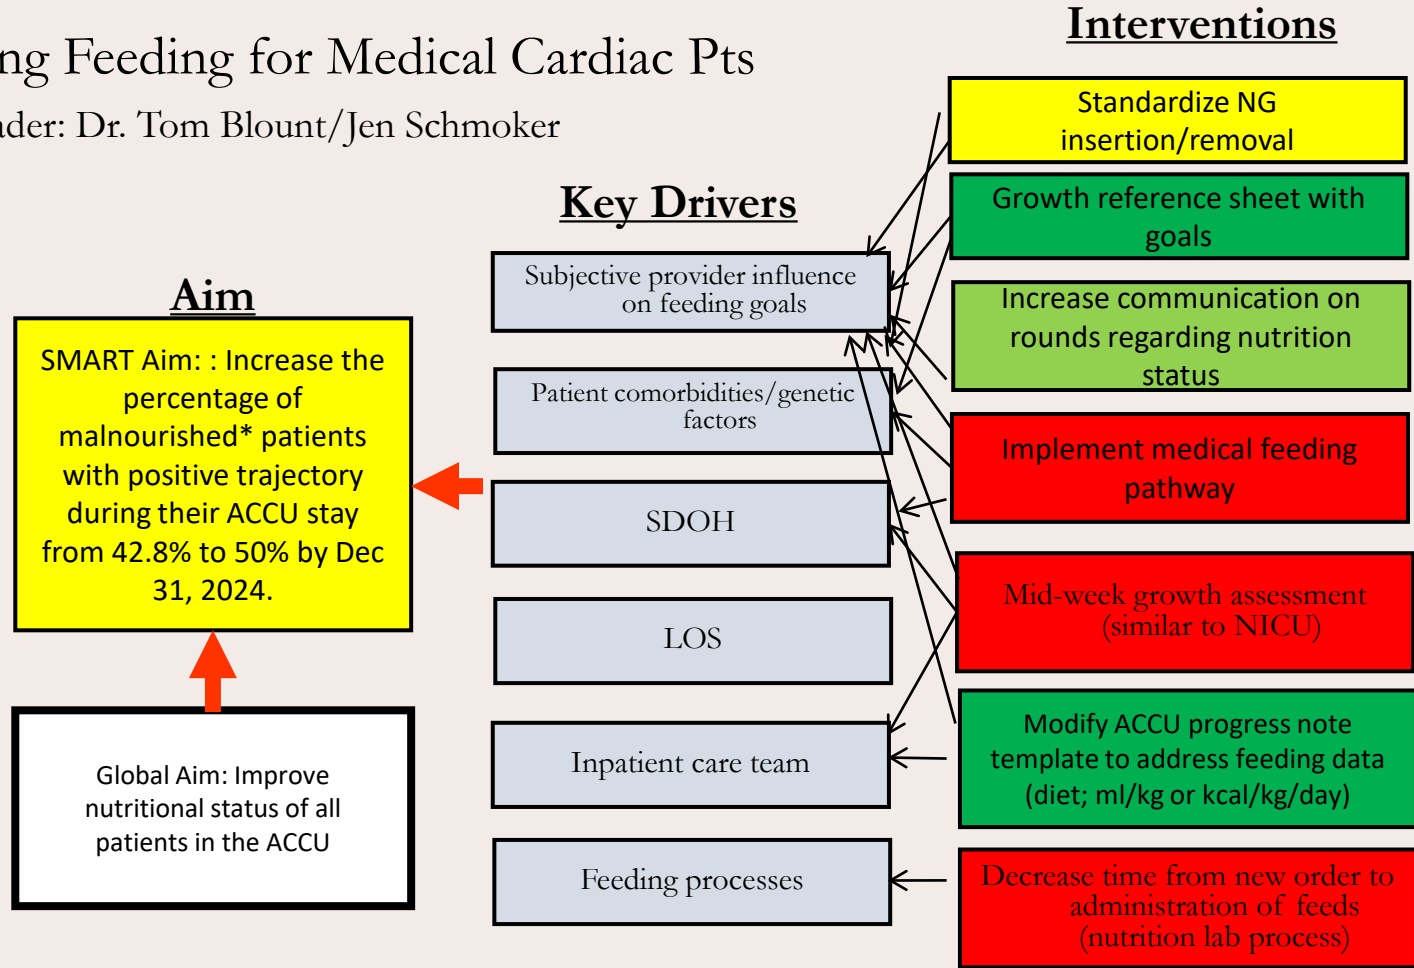 ng Feeding for Medical Cardiac Pts
ader: Dr. Tom Blount/Jen Schmoker
Aim
SMART Aim: : Increase the
percentage of
malnourished* patients
with positive trajectory
during their ACCU stay
from 42.8% to 50% by Dec
31, 2024.
Global Aim: Improve
nutritional status of all
patients in the ACCU
Key Drivers
Subjective provider influence
on feeding goals
Patient comorbidities/genetic
factors
SDOH
LOS
Inpatient care team
Feeding processes
Interventions
Standardize NG
insertion/removal
Growth reference sheet with
goals
Increase communication on
rounds regarding nutrition
status
Implement medical feeding
pathway
Mid-week growth assessment
(similar to NICU)
Modify ACCU progress note
template to address feeding data
(diet; ml/kg or kcal/kg/day)
Decrease time from new order to
administration of feeds
(nutrition lab process)